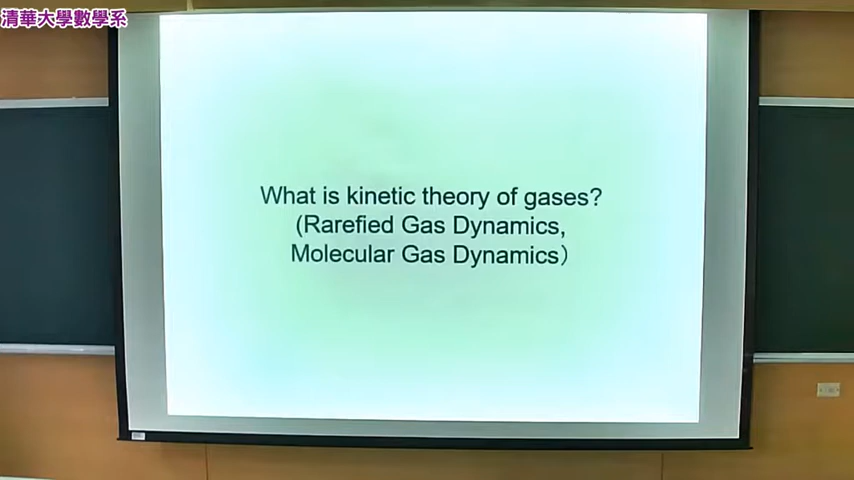 清華大學數學系
What is kinetic theory of gases?
(Rarefied Gas Dynamics,
Molecular Gas Dynamics）